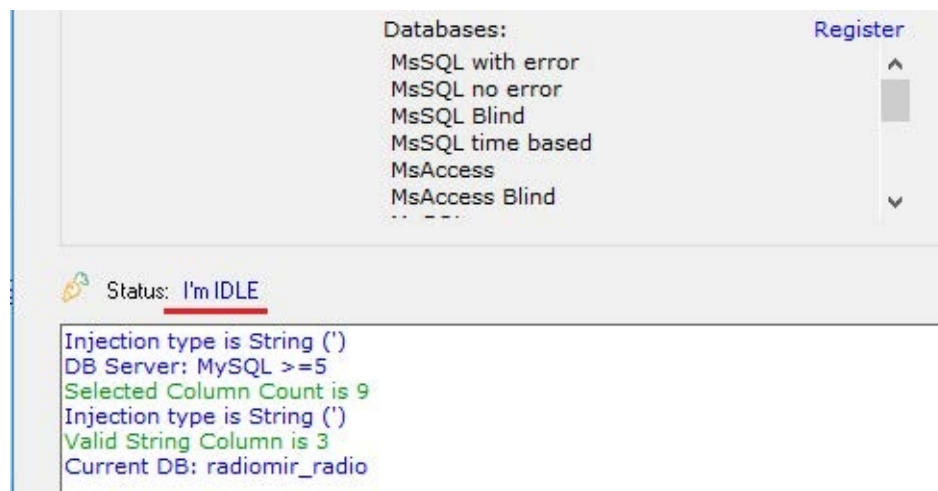 Databases:
Register
MsSQL with error
MsSQL no error
MsSQL Blind
MsSQL time based
MsAccess
MsAccess Blind
Status: I'm IDLE
Injection type is String (')
DB Server: MySQL >=5
Selected Column Count is 9
Injection type is String (')
Valid String Column is 3
Current DB: radiomir_radio